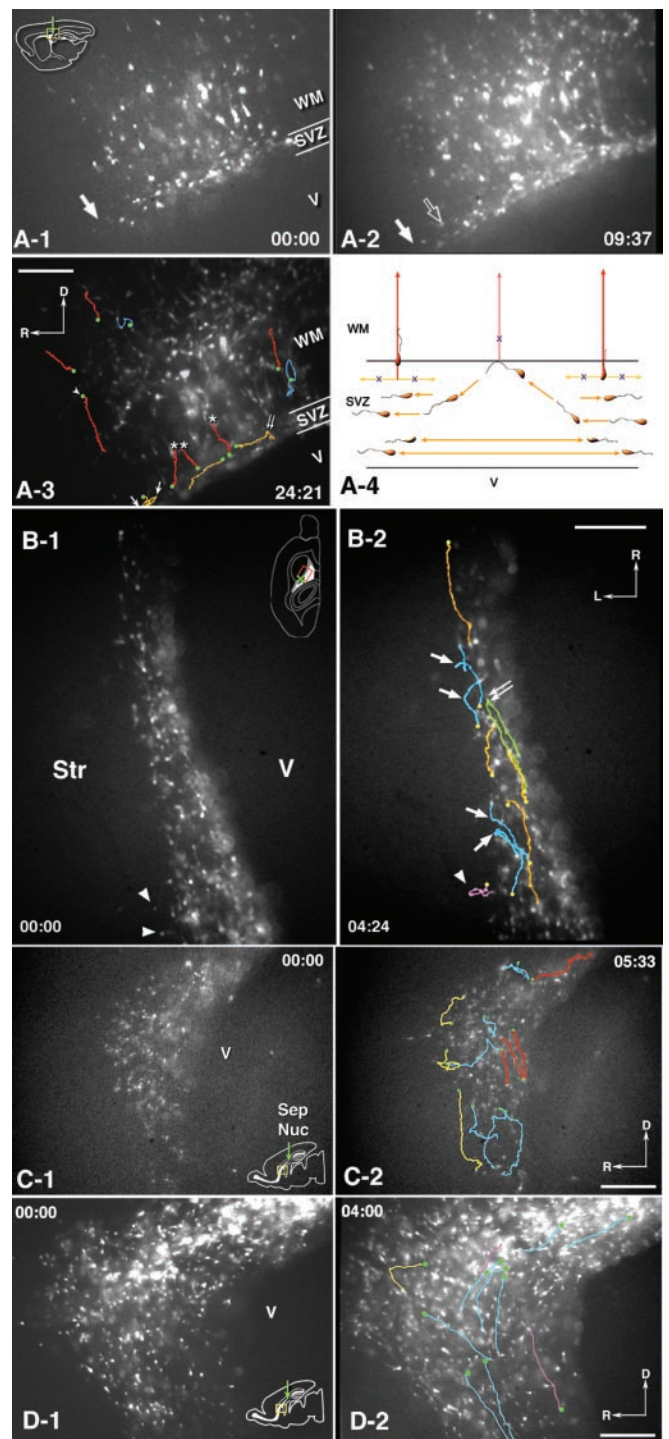 WM
SVZ
V
A-1
00:00
A-2
09:37
D
R
WM
SVZ
V
*
**
A-3
24:21
WM
x
x x
x x
SVZ
V
A-4
B-1
Str
V
00:00
B-2
R
L
04:24
00:00
V
Sep
Nuc
C-1
05:33
D
R
C-2
00:00
V
D-1
04:00
D
R
D-2